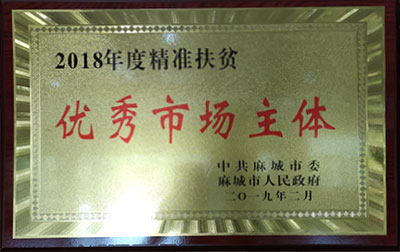 2018年度精准扶贫
优秀市场主体
中共麻城市委
麻城市人民政府
二〇一九年二月